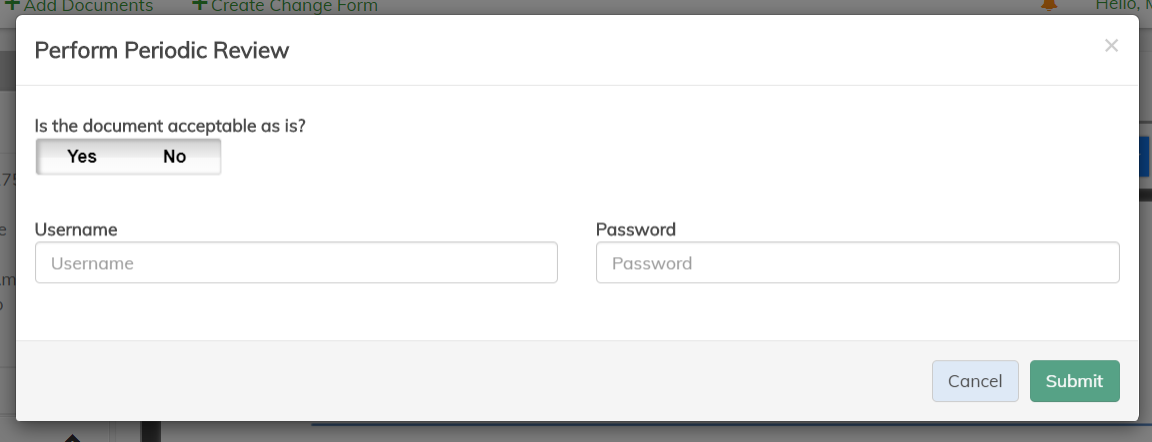 +Add Documents +Create Change Form Hello,
Perform Periodic Review
×
Is the document acceptable as is?
Yes No
Username Password
Username Password
Cancel Submit